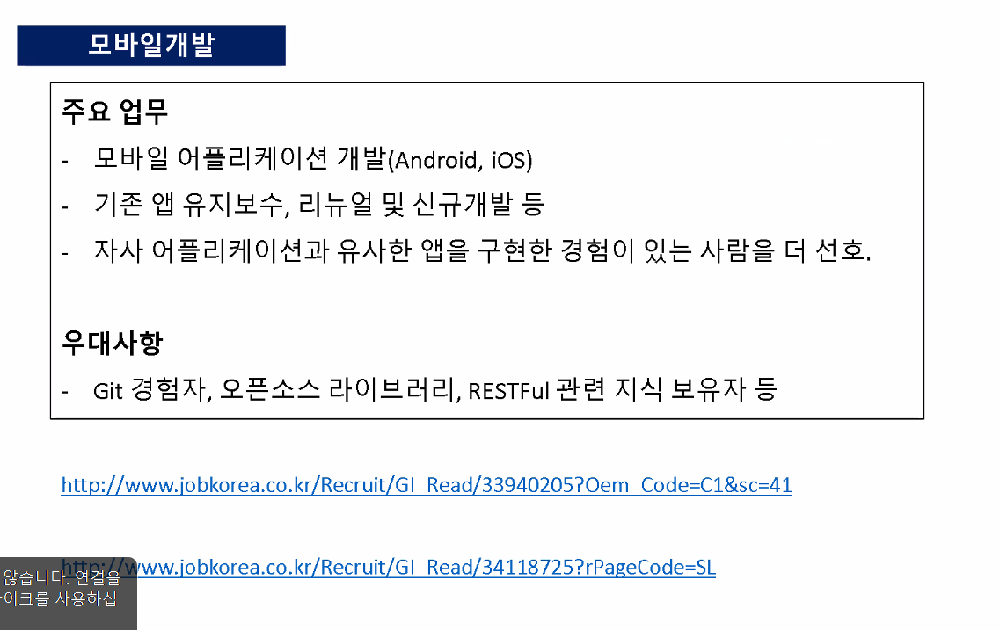 모바일개발
주요 업무
- 모바일 어플리케이션 개발(Android, iOS)
- 기존 앱 유지보수, 리뉴얼 및 신규개발 등
- 자사 어플리케이션과 유사한 앱을 구현한 경험이 있는 사람을 더 선호.
우대사항
- Git 경험자, 오픈소스 라이브러리, RESTFul 관련 지식 보유자 등
http://www.jobkorea.co.kr/Recruit/GI_Read/33940205?Oem_Code=C1&sc=41
http://www.jobkorea.co.kr/Recruit/GI_Read/34118725?rPageCode=SL
않습니다. 연결을
이크를 사용하십